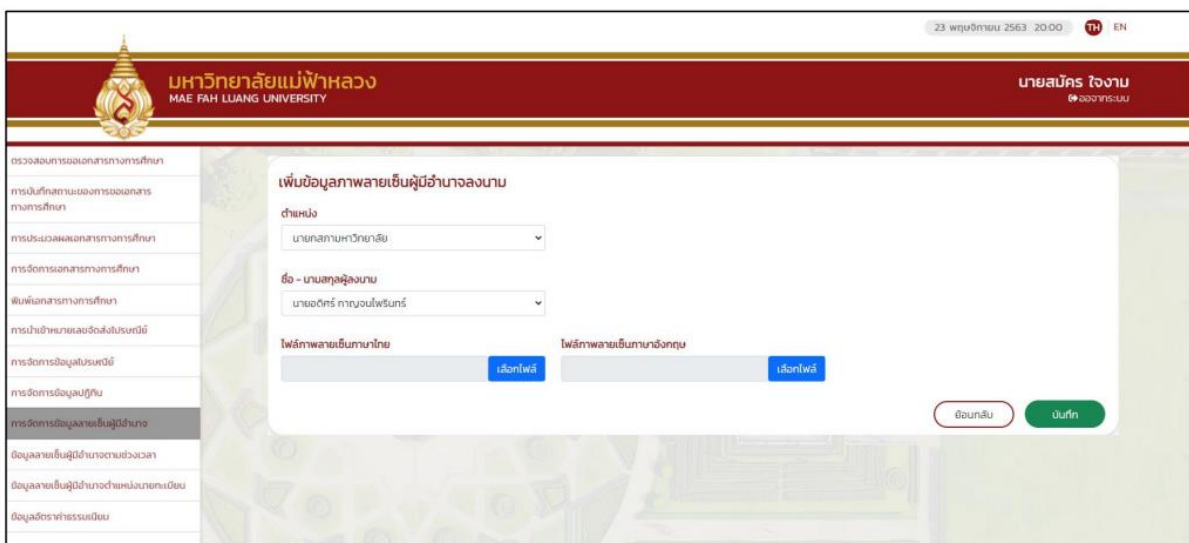 23 พฤษจิกายน 2563 20:00 TH EN
มหาวิทยาลัยแม่ฟ้าหลวง
MAE FAH LUANG UNIVERSITY
นายสมัคร ใจงาม
ออจากระบบ
ตรวจสอบการขอเอกสารทางการศึกษา
การบันทึกสถานะของการขอเอกสาร
ทางการศึกษา
การประมวลผลเอกสารทางการศึกษา
การจัดการเอกสารทางการศึกษา
พิมพ์เอกสารทางการศึกษา
การนำเข้าหมายเลขจัดส่งไปรษณีย์
การจัดการข้อมูลไปรษณีย์
การจัดการข้อมูลปฎิทิน
การจัดการข้อมูลลายเซ็นผู้มีอำนาจ
ข้อมูลลายเซ็นผู้มีอำนาจตามช่วงเวลา
ข้อมูลลายเซ็นผู้มีอำนาจตำแหน่งนายทะเบียน
ข้อมูลอัตราค่าธรรมเนียม
เพิ่มข้อมูลภาพลายเซ็นผู้มีอำนาจลงนาม
ตำแหน่ง
นายกสภามหาวิทยาลัย
ชื่อ - นามสกุลผู้ลงนาม
นายอดิศร์ กาญจนไพรินทร์
ไฟล์ภาพลายเซ็นภาษาไทย ไฟล์ภาพลายเซ็นภาษาอังกฤษ
เลือกไฟล์ เลือกไฟล์
ย้อนกลับ บันทึก